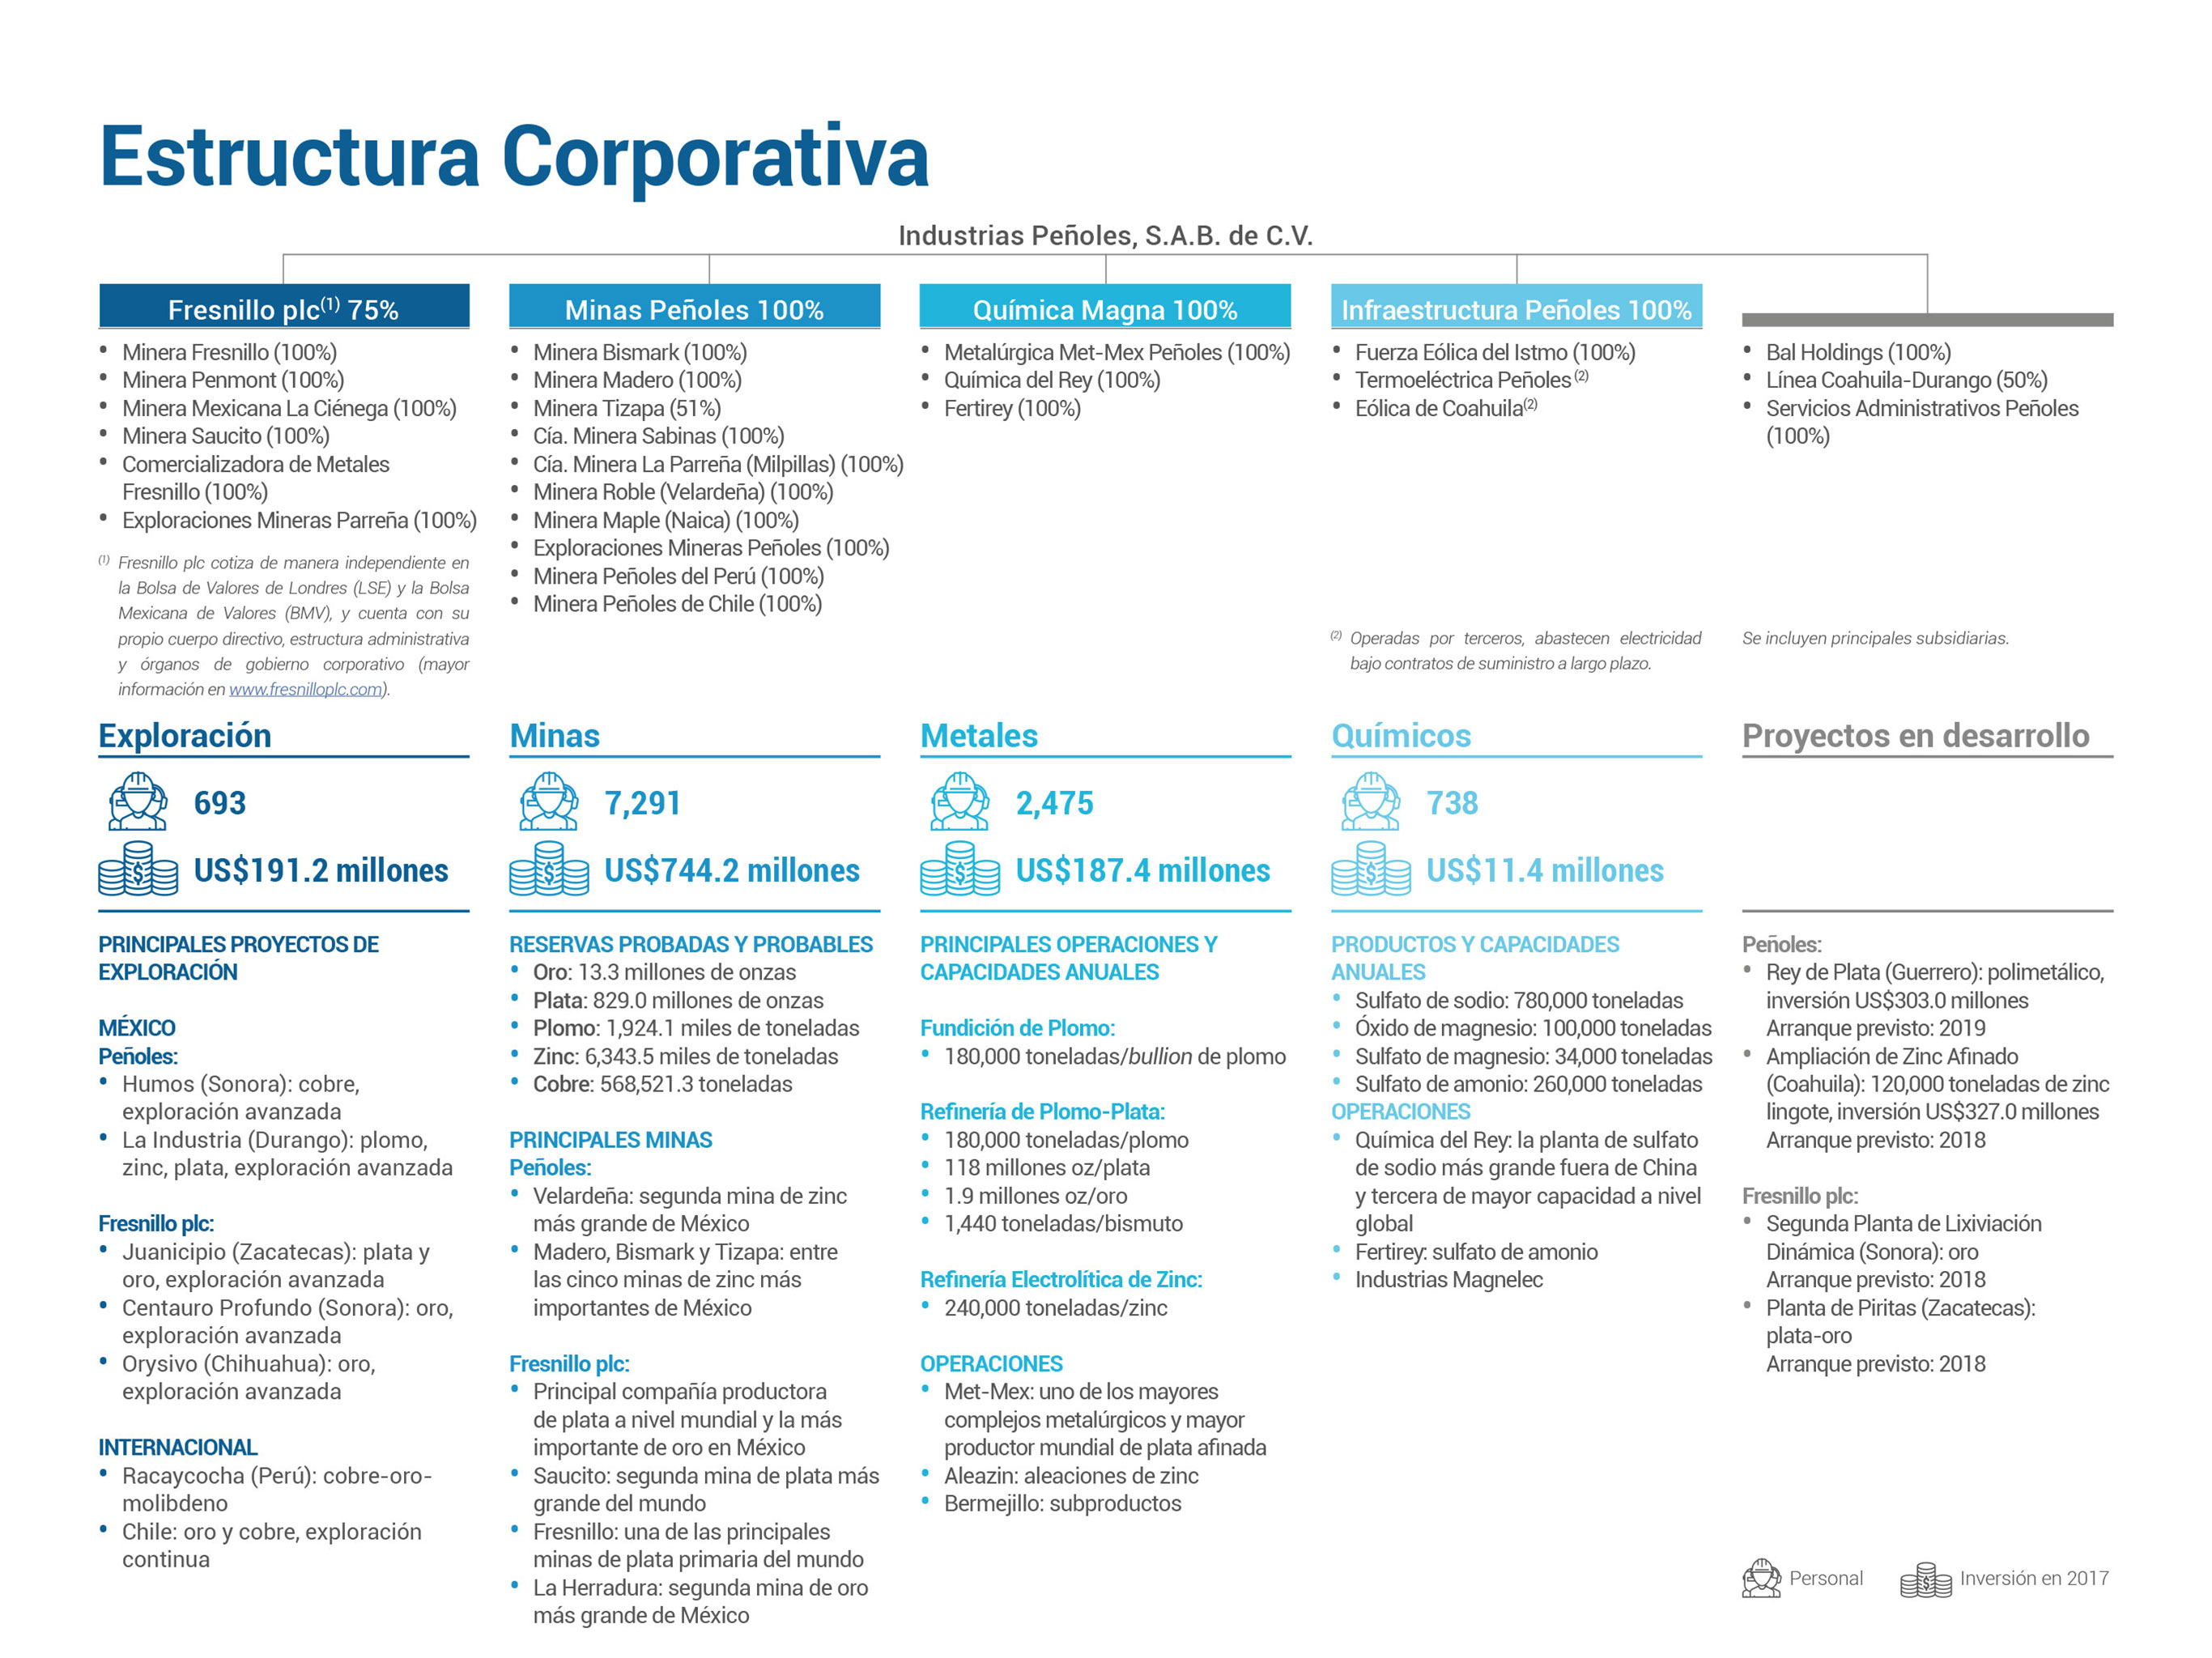 Estructura Corporativa
Industrias Peñoles, S.A.B. de C.V.
Fresnillo plc(1) 75%
• Minera Fresnillo (100%)
• Minera Penmont (100%)
• Minera Mexicana La Ciénega (100%)
• Minera Saucito (100%)
• Comercializadora de Metales
Fresnillo (100%)
• Exploraciones Mineras Parreña (100%)
(1) Fresnillo plc cotiza de manera independiente en
la Bolsa de Valores de Londres (LSE) y la Bolsa
Mexicana de Valores (BMV), y cuenta con su
propio cuerpo directivo, estructura administrativa
y órganos de gobierno corporativo (mayor
información en www.fresnilloplc.com).
Minas Peñoles 100%
• Minera Bismark (100%)
• Minera Madero (100%)
• Minera Tizapa (51%)
• Cía. Minera Sabinas (100%)
• Cía. Minera La Parreña (Milpillas) (100%)
• Minera Roble (Velardeña) (100%)
• Minera Maple (Naica) (100%)
• Exploraciones Mineras Peñoles (100%)
• Minera Peñoles del Perú (100%)
• Minera Peñoles de Chile (100%)
Química Magna 100%
• Metalúrgica Met-Mex Peñoles (100%)
• Química del Rey (100%)
• Fertirey (100%)
Infraestructura Peñoles 100%
• Fuerza Eólica del Istmo (100%)
• Termoeléctrica Peñoles (2)
• Eólica de Coahuila(2)
(2) Operadas por terceros, abastecen electricidad
bajo contratos de suministro a largo plazo.
• Bal Holdings (100%)
• Línea Coahuila-Durango (50%)
• Servicios Administrativos Peñoles
(100%)
Se incluyen principales subsidiarias.
Exploración
693
US$191.2 millones
PRINCIPALES PROYECTOS DE
EXPLORACIÓN
MÉXICO
Peñoles:
• Humos (Sonora): cobre,
exploración avanzada
• La Industria (Durango): plomo,
zinc, plata, exploración avanzada
Fresnillo plc:
• Juanicipio (Zacatecas): plata y
oro, exploración avanzada
• Centauro Profundo (Sonora): oro,
exploración avanzada
• Orysivo (Chihuahua): oro,
exploración avanzada
INTERNACIONAL
• Racaycocha (Perú): cobre-oro-
molibdeno
• Chile: oro y cobre, exploración
continua
Minas
7,291
US$744.2 millones
RESERVAS PROBADAS Y PROBABLES
• Oro: 13.3 millones de onzas
• Plata: 829.0 millones de onzas
• Plomo: 1,924.1 miles de toneladas
• Zinc: 6,343.5 miles de toneladas
• Cobre: 568,521.3 toneladas
PRINCIPALES MINAS
Peñoles:
• Velardeña: segunda mina de zinc
más grande de México
• Madero, Bismark y Tizapa: entre
las cinco minas de zinc más
importantes de México
Fresnillo plc:
• Principal compañía productora
de plata a nivel mundial y la más
importante de oro en México
• Saucito: segunda mina de plata más
grande del mundo
• Fresnillo: una de las principales
minas de plata primaria del mundo
• La Herradura: segunda mina de oro
más grande de México
Metales
2,475
US$187.4 millones
PRINCIPALES OPERACIONES Y
CAPACIDADES ANUALES
Fundición de Plomo:
• 180,000 toneladas/bullion de plomo
Refinería de Plomo-Plata:
• 180,000 toneladas/plomo
• 118 millones oz/plata
• 1.9 millones oz/oro
• 1,440 toneladas/bismuto
Refinería Electrolítica de Zinc:
• 240,000 toneladas/zinc
OPERACIONES
• Met-Mex: uno de los mayores
complejos metalúrgicos y mayor
productor mundial de plata afinada
• Aleazin: aleaciones de zinc
• Bermejillo: subproductos
Químicos
738
US$11.4 millones
PRODUCTOS Y CAPACIDADES
ANUALES
• Sulfato de sodio: 780,000 toneladas
• Óxido de magnesio: 100,000 toneladas
• Sulfato de magnesio: 34,000 toneladas
• Sulfato de amonio: 260,000 toneladas
OPERACIONES
• Química del Rey: la planta de sulfato
de sodio más grande fuera de China
y tercera de mayor capacidad a nivel
global
• Fertirey: sulfato de amonio
• Industrias Magnelec
Proyectos en desarrollo
Peñoles:
• Rey de Plata (Guerrero): polimetálico,
inversión US$303.0 millones
Arranque previsto: 2019
• Ampliación de Zinc Afinado
(Coahuila): 120,000 toneladas de zinc
lingote, inversión US$327.0 millones
Arranque previsto: 2018
Fresnillo plc:
• Segunda Planta de Lixiviación
Dinámica (Sonora): oro
Arranque previsto: 2018
• Planta de Piritas (Zacatecas):
plata-oro
Arranque previsto: 2018
Personal
Inversión en 2017